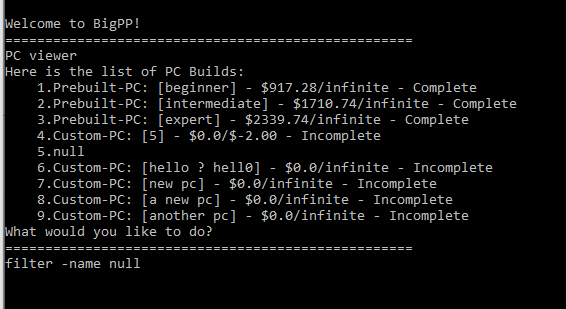 Welcome to BigPP!
===================================================
PC viewer
Here is the list of PC Builds:
1.Prebuilt-PC: [beginner] - $917.28/infinite - Complete
2.Prebuilt-PC: [intermediate] - $1710.74/infinite - Complete
3.Prebuilt-PC: [expert] - $2339.74/infinite - Complete
4.Custom-PC: [5] - $0.0/$-2.00 - Incomplete
5.null
6.Custom-PC: [hello ? hell0] - $0.0/infinite - Incomplete
7.Custom-PC: [new pc] - $0.0/infinite - Incomplete
8.Custom-PC: [a new pc] - $0.0/infinite - Incomplete
9.Custom-PC: [another pc] - $0.0/infinite - Incomplete
What would you like to do?
===================================================
filter -name null